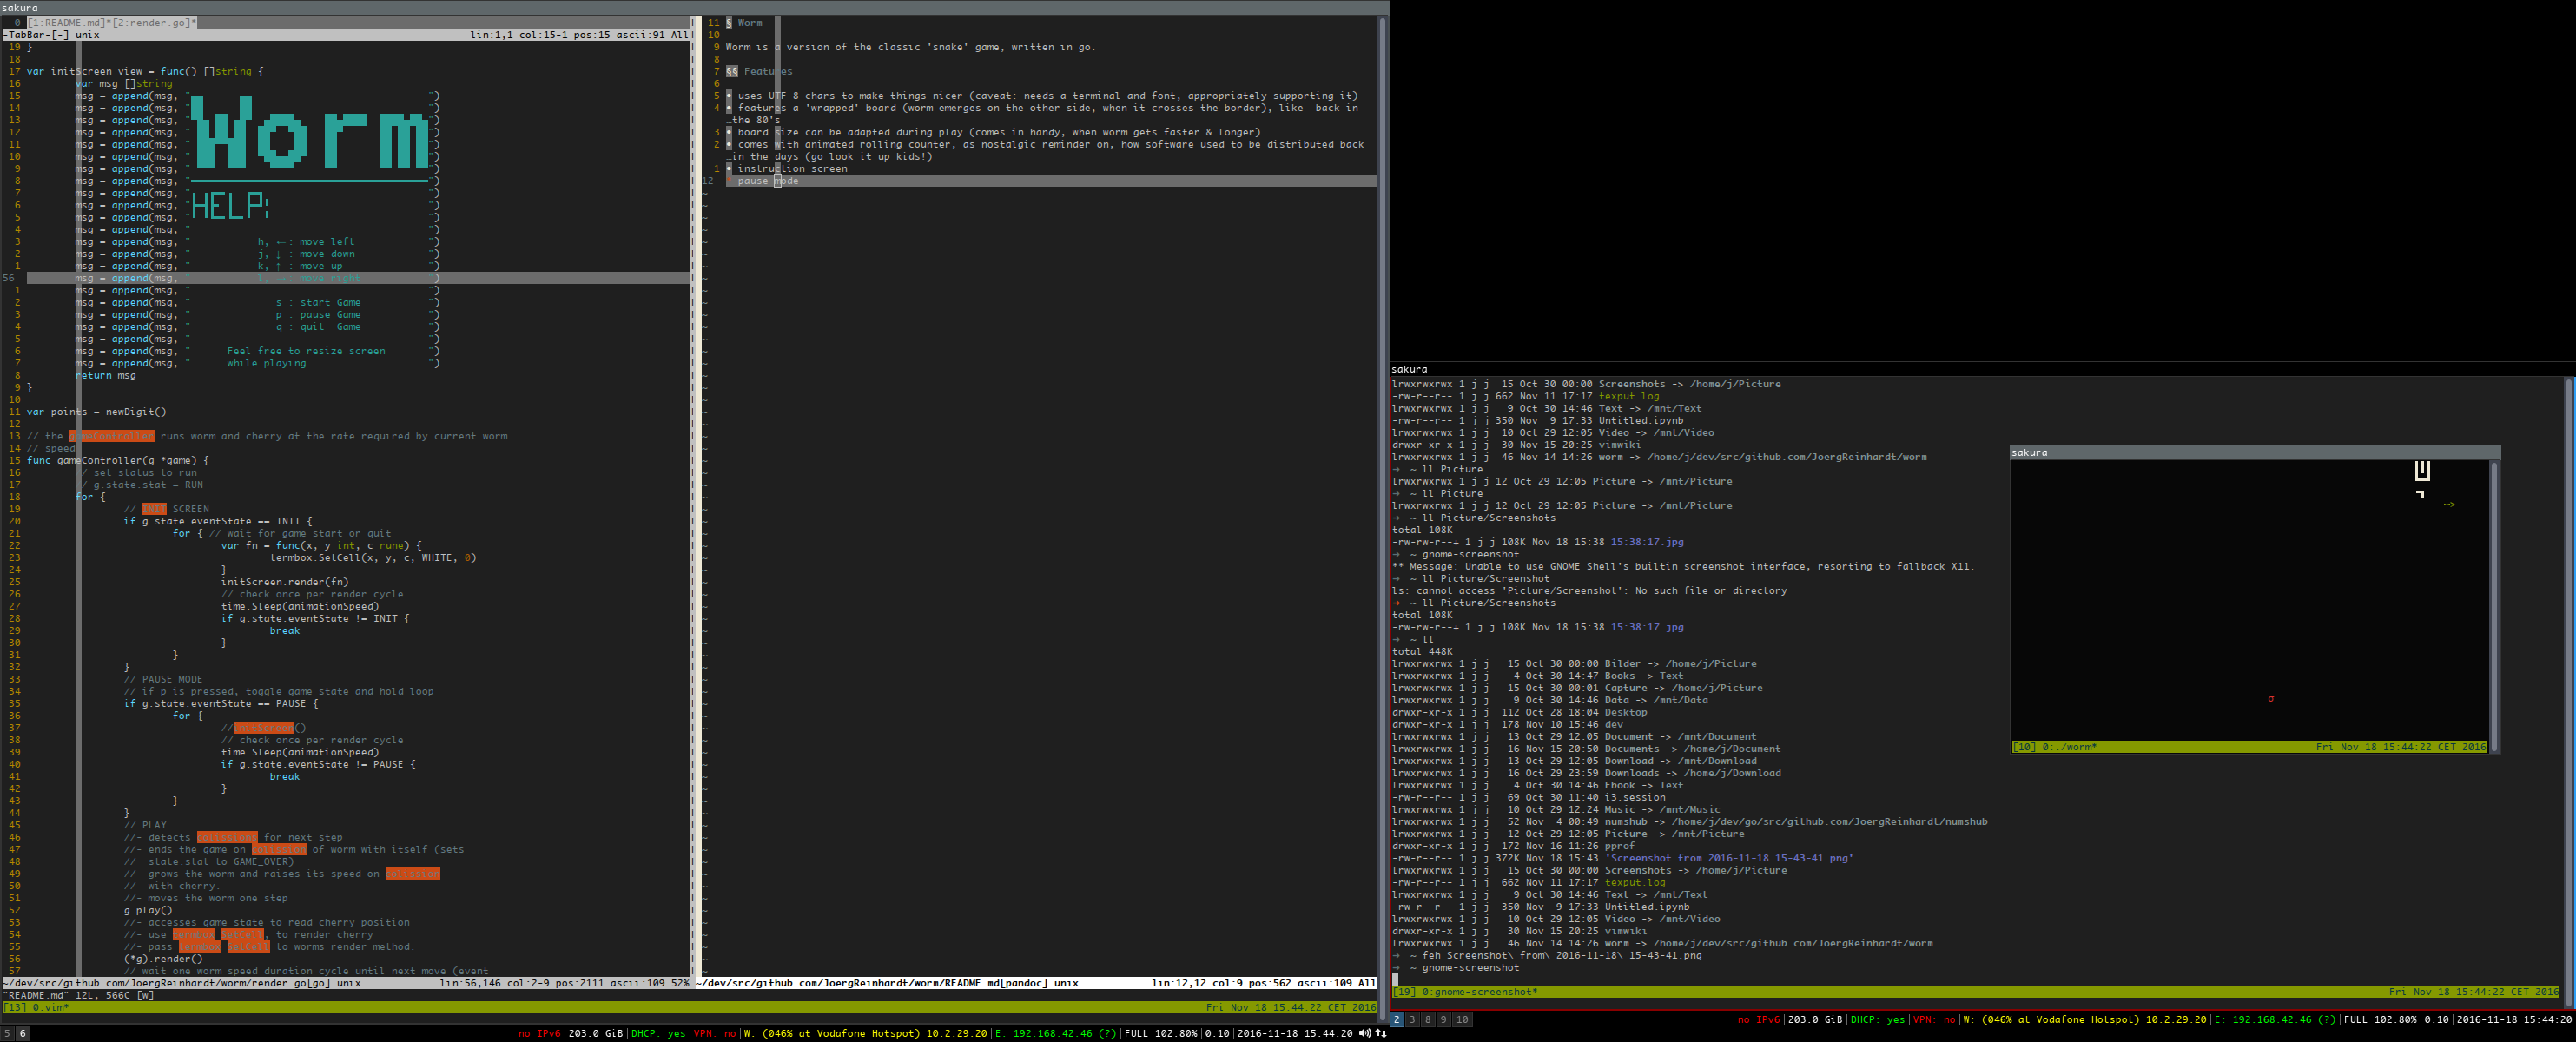 sakura
0 [1:README.md]*[2:render.go]*
-TabBar-[-] unix lin:1,1 col:15-1 pos:15 ascii:91 All
19 }
18
17 var initScreen view = func() []string {
16 var msg []string
15 msg = append(msg, " ")
14 msg = append(msg, " ")
13 msg = append(msg, " ")
12 msg = append(msg, " ")
11 msg = append(msg, " ")
10 msg = append(msg, " ")
9 msg = append(msg, " ")
Worm
8 msg = append(msg, " ")
7 msg = append(msg, " ")
6 msg = append(msg, " HELP: ")
5 msg = append(msg, " ")
4 msg = append(msg, " ")
3 msg = append(msg, " h, ←: move left ")
2 msg = append(msg, " j, ↓ : move down ")
1 msg = append(msg, " k, ↑ : move up ")
56 msg = append(msg, " l, →: move right ")
1 msg = append(msg, " ")
2 msg = append(msg, " s : start Game ")
3 msg = append(msg, " p : pause Game ")
4 msg = append(msg, " q : quit  Game ")
5 msg = append(msg, " ")
6 msg = append(msg, " Feel free to resize screen ")
7 msg = append(msg, " while playing… ")
8 return msg
9 }
10
11 var points = newDigit()
12
13 // the gameController runs worm and cherry at the rate required by current worm
14 // speed
15 func gameController(g *game) {
16 // set status to run
17 // g.state.stat = RUN
18 for {
19 // INIT SCREEN
20 if g.state.eventState == INIT {
21 for { // wait for game start or quit
22 var fn = func(x, y int, c rune) {
23 termbox.SetCell(x, y, c, WHITE, 0)
24 }
25 initScreen.render(fn)
26 // check once per render cycle
27 time.Sleep(animationSpeed)
28 if g.state.eventState != INIT {
29 break
30 }
31 }
32 }
33 // PAUSE MODE
34 // if p is pressed, toggle game state and hold loop
35 if g.state.eventState == PAUSE {
36 for {
37 //initScreen()
38 // check once per render cycle
39 time.Sleep(animationSpeed)
40 if g.state.eventState != PAUSE {
41 break
42 }
43 }
44 }
45 // PLAY
46 //- detects collissions for next step
47 //- ends the game on collission of worm with itself (sets
48 //  state.stat to GAME_OVER)
49 //- grows the worm and raises its speed on collission
50 //  with cherry.
51 //- moves the worm one step
52 g.play()
53 //- accesses game state to read cherry position
54 //- use termbox setCell, to render cherry
55 //- pass termbox setCell to worms render method.
56 (*g).render()
57 // wait one worm speed duration cycle until next move (event
~/dev/src/github.com/JoergReinhardt/worm/render.go[go] unix lin:56,146 col:2-9 pos:2111 ascii:109 52%
"README.md" 12L, 566C [w]
[13] 0:vim* Fri Nov 18 15:44:22 CET 2016
5 6 no IPv6|203.0 GiB|DHCP: yes|VPN: no|W: (046% at Vodafone Hotspot) 10.2.29.20|E: 192.168.42.46 (?)|FULL 102.80%|0.10|2016-11-18 15:44:20
11 § Worm
10
9 Worm is a version of the classic 'snake' game, written in go.
8
7 §§ Features
6
5 • uses UTF-8 chars to make things nicer (caveat: needs a terminal and font, appropriately supporting it)
4 • features a 'wrapped' board (worm emerges on the other side, when it crosses the border), like  back in
…the 80's
3 • board size can be adapted during play (comes in handy, when worm gets faster & longer)
2 • comes with animated rolling counter, as nostalgic reminder on, how software used to be distributed back
…in the days (go look it up kids!)
1 • instruction screen
12 pause mode
~/dev/src/github.com/JoergReinhardt/worm/README.md[pandoc] unix lin:12,12 col:9 pos:562 ascii:109 All
sakura
lrwxrwxrwx 1 j j  15 Oct 30 00:00 Screenshots -> /home/j/Picture
-rw-r--r-- 1 j j 662 Nov 11 17:17 texput.log
lrwxrwxrwx 1 j j   9 Oct 30 14:46 Text -> /mnt/Text
-rw-r--r-- 1 j j 350 Nov  9 17:33 Untitled.ipynb
lrwxrwxrwx 1 j j  10 Oct 29 12:05 Video -> /mnt/Video
drwxr-xr-x 1 j j  30 Nov 15 20:25 vimwiki
lrwxrwxrwx 1 j j  46 Nov 14 14:26 worm -> /home/j/dev/src/github.com/JoergReinhardt/worm
➜  ~ ll Picture
lrwxrwxrwx 1 j j 12 Oct 29 12:05 Picture -> /mnt/Picture
➜  ~ ll Picture
lrwxrwxrwx 1 j j 12 Oct 29 12:05 Picture -> /mnt/Picture
➜  ~ ll Picture/Screenshots
total 108K
-rw-rw-r--+ 1 j j 108K Nov 18 15:38 15:38:17.jpg
➜  ~ gnome-screenshot
** Message: Unable to use GNOME Shell's builtin screenshot interface, resorting to fallback X11.
➜  ~ ll Picture/Screenshot
ls: cannot access 'Picture/Screenshot': No such file or directory
➜  ~ ll Picture/Screenshots
total 108K
-rw-rw-r--+ 1 j j 108K Nov 18 15:38 15:38:17.jpg
➜  ~ ll
total 448K
lrwxrwxrwx 1 j j   15 Oct 30 00:00 Bilder -> /home/j/Picture
lrwxrwxrwx 1 j j    4 Oct 30 14:47 Books -> Text
lrwxrwxrwx 1 j j   15 Oct 30 00:01 Capture -> /home/j/Picture
lrwxrwxrwx 1 j j    9 Oct 30 14:46 Data -> /mnt/Data
drwxr-xr-x 1 j j  112 Oct 28 18:04 Desktop
drwxr-xr-x 1 j j  178 Nov 10 15:46 dev
lrwxrwxrwx 1 j j   13 Oct 29 12:05 Document -> /mnt/Document
lrwxrwxrwx 1 j j   16 Nov 15 20:50 Documents -> /home/j/Document
lrwxrwxrwx 1 j j   13 Oct 29 12:05 Download -> /mnt/Download
lrwxrwxrwx 1 j j   16 Oct 29 23:59 Downloads -> /home/j/Download
lrwxrwxrwx 1 j j    4 Oct 30 14:46 Ebook -> Text
-rw-r--r-- 1 j j   69 Oct 30 11:40 i3.session
lrwxrwxrwx 1 j j   10 Oct 29 12:24 Music -> /mnt/Music
lrwxrwxrwx 1 j j   52 Nov  4 00:49 numshub -> /home/j/dev/go/src/github.com/JoergReinhardt/numshub
lrwxrwxrwx 1 j j   12 Oct 29 12:05 Picture -> /mnt/Picture
drwxr-xr-x 1 j j  172 Nov 16 11:26 pprof
-rw-r--r-- 1 j j 372K Nov 18 15:43 'Screenshot from 2016-11-18 15-43-41.png'
lrwxrwxrwx 1 j j   15 Oct 30 00:00 Screenshots -> /home/j/Picture
-rw-r--r-- 1 j j  662 Nov 11 17:17 texput.log
lrwxrwxrwx 1 j j    9 Oct 30 14:46 Text -> /mnt/Text
-rw-r--r-- 1 j j  350 Nov  9 17:33 Untitled.ipynb
lrwxrwxrwx 1 j j   10 Oct 29 12:05 Video -> /mnt/Video
drwxr-xr-x 1 j j   30 Nov 15 20:25 vimwiki
lrwxrwxrwx 1 j j   46 Nov 14 14:26 worm -> /home/j/dev/src/github.com/JoergReinhardt/worm
➜  ~ feh Screenshot\ from\ 2016-11-18\ 15-43-41.png
➜  ~ gnome-screenshot
[19] 0:gnome-screenshot* Fri Nov 18 15:44:22 CET 2016
2 3 8 9 10 no IPv6|203.0 GiB|DHCP: yes|VPN: no|W: (046% at Vodafone Hotspot) 10.2.29.20|E: 192.168.42.46 (?)|FULL 102.80%|0.10|2016-11-18 15:44:20
sakura
-->
σ
[10] 0:./worm* Fri Nov 18 15:44:22 CET 2016